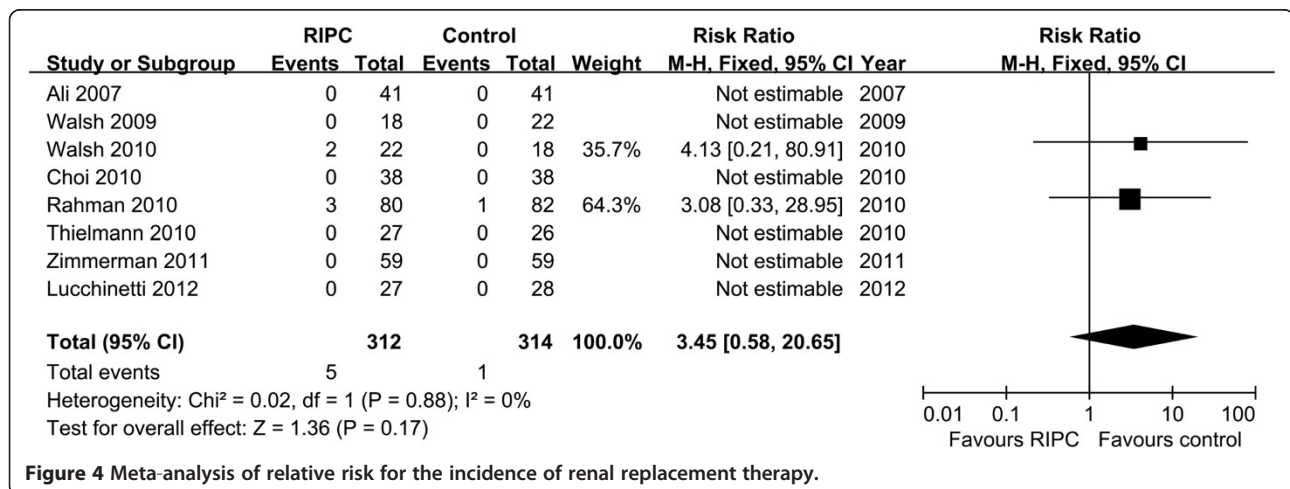 RIPC Control Risk Ratio Risk Ratio
Study or Subgroup Events Total Events Total Weight M-H, Fixed, 95% CI Year M-H, Fixed, 95% CI
Ali 2007 0 41 0 41 Not estimable 2007
Walsh 2009 0 18 0 22 Not estimable 2009
Walsh 2010 2 22 0 18 35.7% 4.13 [0.21, 80.91] 2010
Choi 2010 0 38 0 38 Not estimable 2010
Rahman 2010 3 80 1 82 64.3% 3.08 [0.33, 28.95] 2010
Thielmann 2010 0 27 0 26 Not estimable 2010
Zimmerman 2011 0 59 0 59 Not estimable 2011
Lucchinetti 2012 0 27 0 28 Not estimable 2012
Total (95% CI) 312 314 100.0% 3.45 [0.58, 20.65]
Total events 5 1
Heterogeneity: Chi² = 0.02, df = 1 (P = 0.88); I² = 0%
Test for overall effect: Z = 1.36 (P = 0.17)
0.01 0.1 1 10 100
Favours RIPC Favours control
Figure 4 Meta-analysis of relative risk for the incidence of renal replacement therapy.